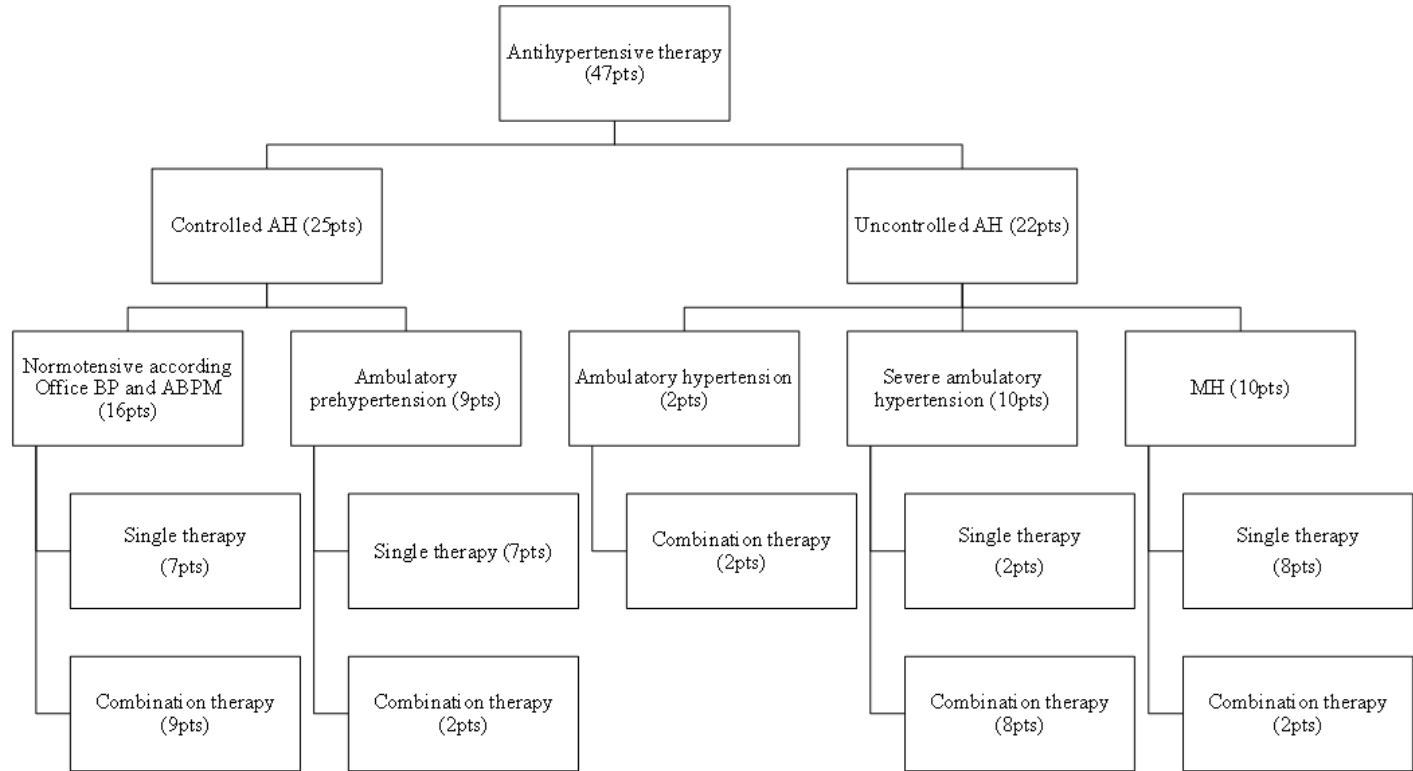 Antihypertensive therapy
(47pts)
Controlled AH (25pts)
Uncontrolled AH (22pts)
Normotensive according
Office BP and ABPM
(16pts)
Ambulatory
prehypertension (9pts)
Ambulatory hypertension
(2pts)
Severe ambulatory
hypertension (10pts)
MH (10pts)
Single therapy
(7pts)
Single therapy (7pts)
Combination therapy
(2pts)
Single therapy
(2pts)
Single therapy
(8pts)
Combination therapy
(9pts)
Combination therapy
(2pts)
Combination therapy
(8pts)
Combination therapy
(2pts)